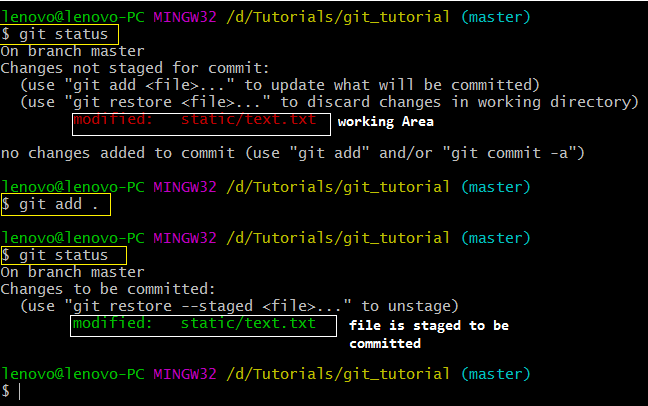 lenovo@lenovo-PC MINGW32 /d/Tutorials/git_tutorial (master)
$ git status
On branch master
Changes not staged for commit:
  (use "git add <file>..." to update what will be committed)
  (use "git restore <file>..." to discard changes in working directory)
        modified:   static/text.txt working Area

no changes added to commit (use "git add" and/or "git commit -a")

lenovo@lenovo-PC MINGW32 /d/Tutorials/git_tutorial (master)
$ git add .

lenovo@lenovo-PC MINGW32 /d/Tutorials/git_tutorial (master)
$ git status
On branch master
Changes to be committed:
  (use "git restore --staged <file>..." to unstage)
        modified:   static/text.txt file is staged to be
committed

lenovo@lenovo-PC MINGW32 /d/Tutorials/git_tutorial (master)
$